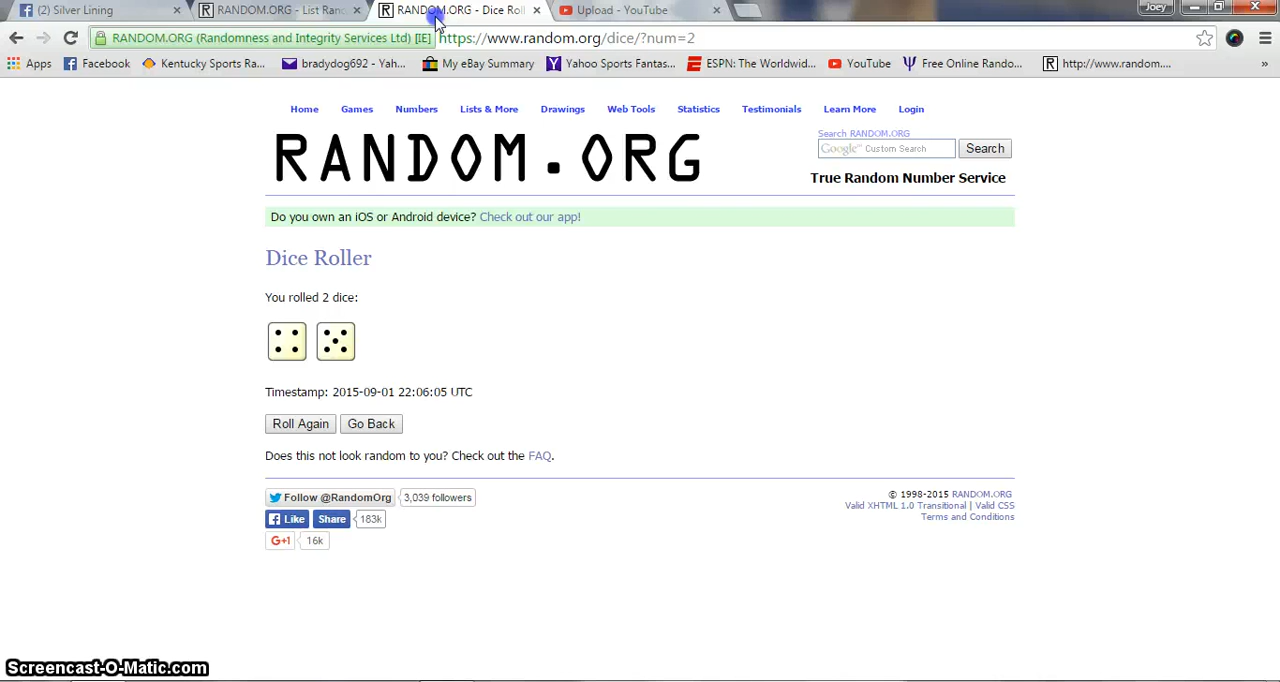 (2) Silver Lining
RANDOM.ORG - List Ran
RANDOM.ORG - Dice Roll
Upload - YouTube
Joey
RANDOM.ORG (Randomness and Integrity Services Ltd) [IE]
https://www.random.org/dice/?num=2
Apps
Facebook
Kentucky Sports Ra...
bradydog692 - Yah...
My eBay Summary
Yahoo Sports Fantas...
ESPN: The Worldwid...
YouTube
Free Online Rando...
http://www.random....
»
Home Games Numbers Lists & More Drawings Web Tools Statistics Testimonials Learn More Login
RANDOM.ORG
Search RANDOM.ORG
Google™ Custom Search
Search
True Random Number Service
Do you own an iOS or Android device? Check out our app!
Dice Roller
You rolled 2 dice:
Timestamp: 2015-09-01 22:06:05 UTC
Roll Again Go Back
Does this not look random to you? Check out the FAQ.
Follow @RandomOrg 3,039 followers
Like Share 183k
G+1 16k
© 1998-2015 RANDOM.ORG
Valid XHTML 1.0 Transitional | Valid CSS
Terms and Conditions
Screencast-O-Matic.com